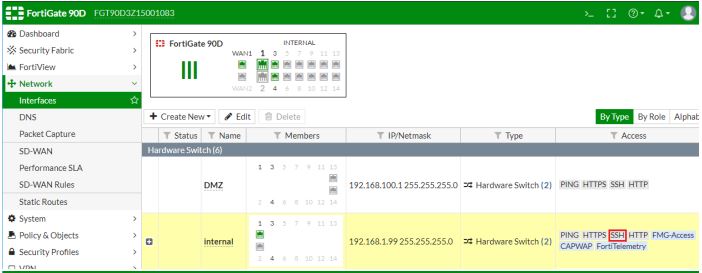 FortiGate 90D FGT90D3Z15001083
>_
Dashboard >
Security Fabric >
FortiView >
Network
Interfaces
DNS
Packet Capture
SD-WAN
Performance SLA
SD-WAN Rules
Static Routes
System >
Policy & Objects >
Security Profiles >
VPN >
FortiGate 90D
INTERNAL
WAN1 1 3 5 7 9 11 13
WAN2 2 4 6 8 10 12 14
+ Create New Edit Delete
By Type By Role Alphab
Status Name Members IP/Netmask Type Access
Hardware Switch (6)
1 3 5 7 9 11 13
DMZ 192.168.100.1 255.255.255.0 Hardware Switch (2) PING HTTPS SSH HTTP
2 4 6 8 10 12 14
1 3 5 7 9 11 13
internal 192.168.1.99 255.255.255.0 Hardware Switch (2) PING HTTPS SSH HTTP FMG-Access
CAPWAP FortiTelemetry
2 4 6 8 10 12 14